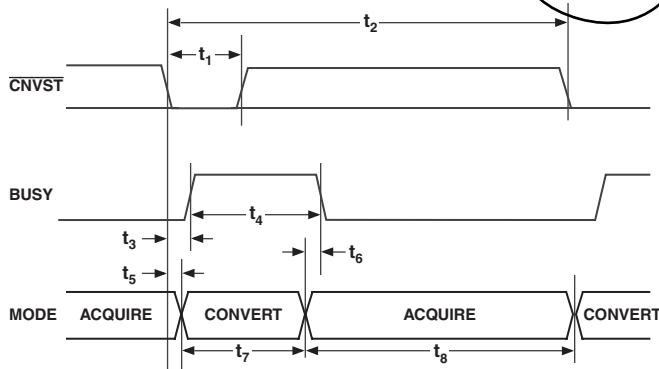 t2
t1
CNVST
BUSY
t3
t4
t5
t6
MODE ACQUIRE CONVERT ACQUIRE CONVERT
t7 t8